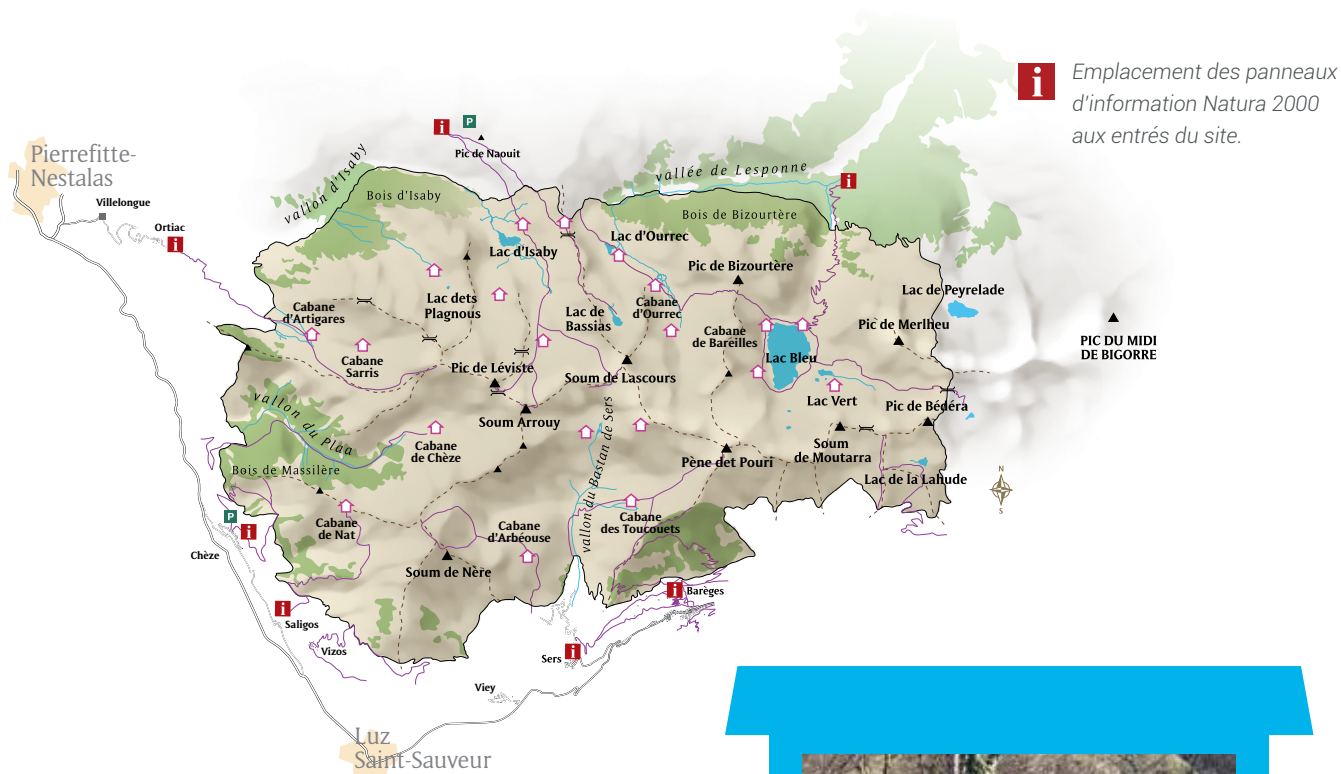 i
Emplacement des panneaux
d'information Natura 2000
aux entrés du site.
i
P
Pic de Naouit
Pierrefitte-
Nestalas
vallon d'Isaby
Villelongue
Ortiac
i
Bois d'Isaby
vallée de Lesponne
i
Bois de Bizourtère
Lac d'Isaby
Lac d'Ourrec
Pic de Bizourtère
Lac dets
Plagnous
Lac de
Bassias
Cabane
d'Ourrec
Lac de Peyrelade
Cabane
d'Artigares
Cabane
Sarris
Cabane
de Bareilles
Pic de Merlheu
PIC DU MIDI
DE BIGORRE
Lac Bleu
Pic de Léviste
Soum de Lascours
Lac Vert
Pic de Bédéra
vallon du Plaa
Soum Arrouy
Cabane
de Chèze
vallon du Bastan de Sers
Pène det Pouri
Soum
de Moutarra
Bois de Massilère
Lac de la Lahude
N
S
Cabane
de Nat
Cabane
d'Arbéouse
Cabane
des Toucouets
P
i
Chèze
Soum de Nère
i
Barèges
i
Saligos
Vizos
Sers
i
Viey
Luz
Saint-Sauveur